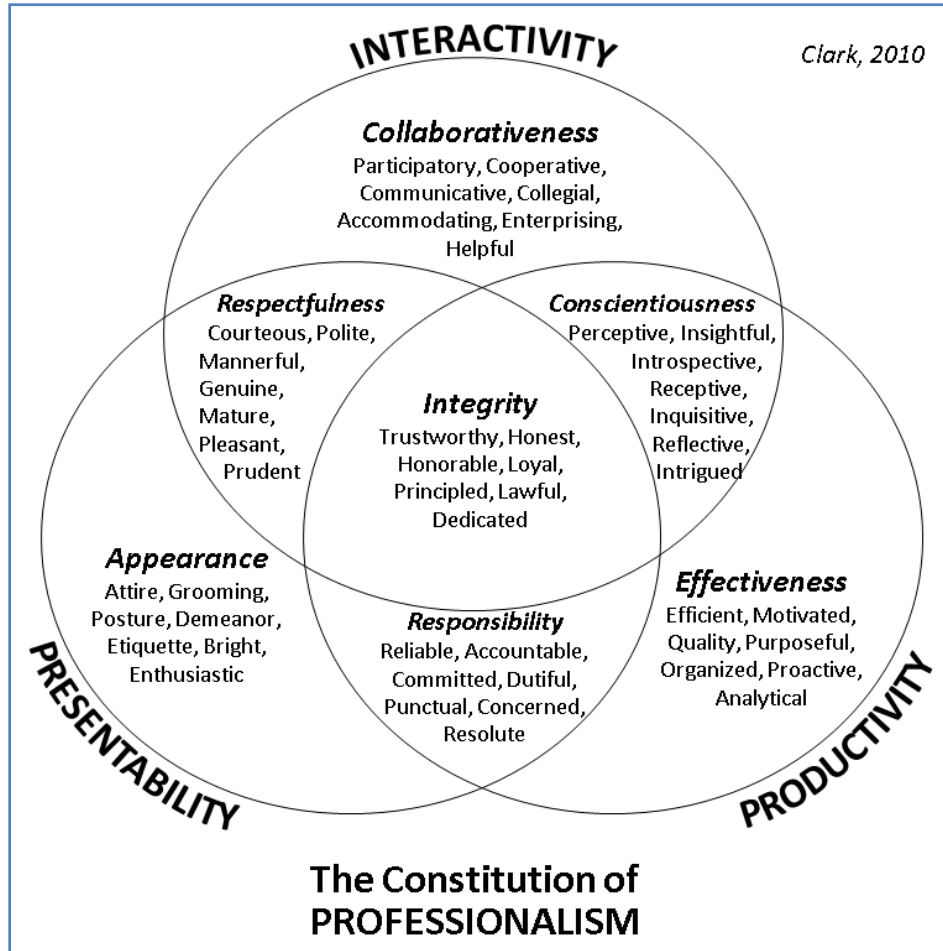 INTERACTIVITY
Clark, 2010
Collaborativeness
Participatory, Cooperative,
Communicative, Collegial,
Accommodating, Enterprising,
Helpful
Respectfulness
Courteous, Polite,
Mannerful,
Genuine,
Mature,
Pleasant,
Prudent
Conscientiousness
Perceptive, Insightful,
Introspective,
Receptive,
Inquisitive,
Reflective,
Intrigued
Integrity
Trustworthy, Honest,
Honorable, Loyal,
Principled, Lawful,
Dedicated
Appearance
Attire, Grooming,
Posture, Demeanor,
Etiquette, Bright,
Enthusiastic
Responsibility
Reliable, Accountable,
Committed, Dutiful,
Punctual, Concerned,
Resolute
Effectiveness
Efficient, Motivated,
Quality, Purposeful,
Organized, Proactive,
Analytical
PRESENTABILITY
PRODUCTIVITY
The Constitution of
PROFESSIONALISM